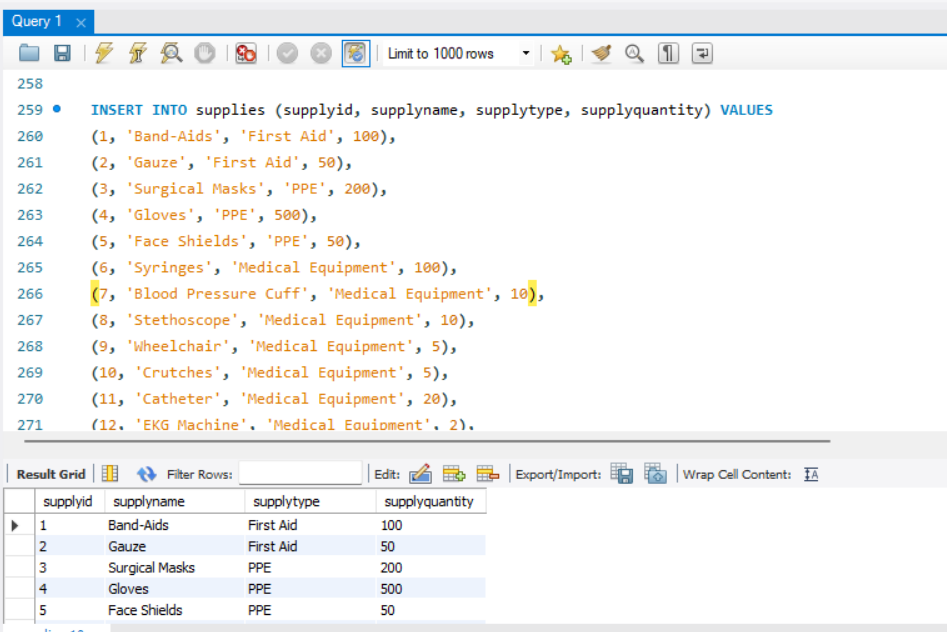 Query 1
Limit to 1000 rows
258
259 INSERT INTO supplies (supplyid, supplyname, supplytype, supplyquantity) VALUES
260 (1, 'Band-Aids', 'First Aid', 100),
261 (2, 'Gauze', 'First Aid', 50),
262 (3, 'Surgical Masks', 'PPE', 200),
263 (4, 'Gloves', 'PPE', 500),
264 (5, 'Face Shields', 'PPE', 50),
265 (6, 'Syringes', 'Medical Equipment', 100),
266 (7, 'Blood Pressure Cuff', 'Medical Equipment', 10),
267 (8, 'Stethoscope', 'Medical Equipment', 10),
268 (9, 'Wheelchair', 'Medical Equipment', 5),
269 (10, 'Crutches', 'Medical Equipment', 5),
270 (11, 'Catheter', 'Medical Equipment', 20),
271 (12, 'EKG Machine', 'Medical Equipment', 2),
Result Grid Filter Rows: Edit: Export/Import: Wrap Cell Content:
supplyid supplyname supplytype supplyquantity
1 Band-Aids First Aid 100
2 Gauze First Aid 50
3 Surgical Masks PPE 200
4 Gloves PPE 500
5 Face Shields PPE 50